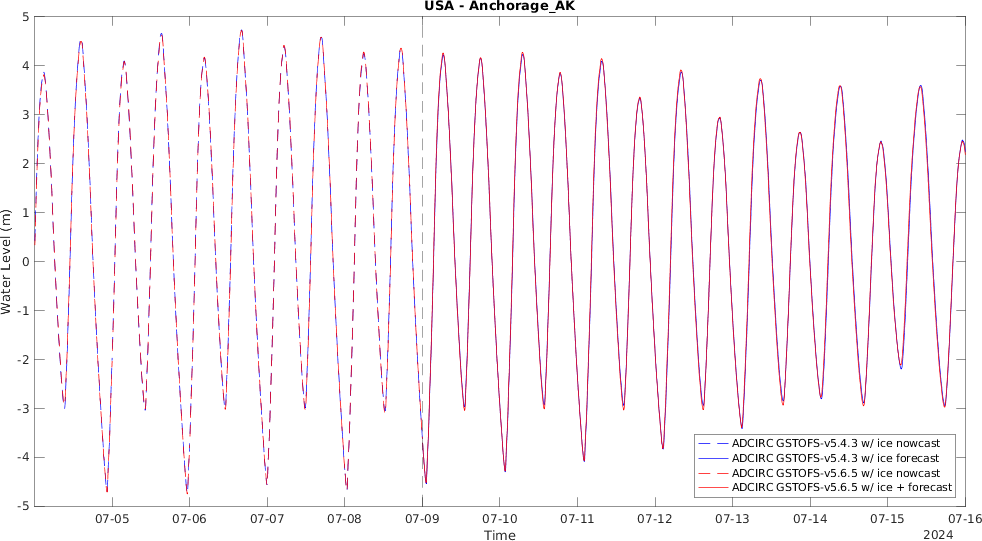 USA - Anchorage_AK
5
4
3
2
1
0
-1
-2
-3
-4
-5
Water Level (m)
ADCIRC GSTOFS-v5.4.3 w/ ice nowcast
ADCIRC GSTOFS-v5.4.3 w/ ice forecast
ADCIRC GSTOFS-v5.6.5 w/ ice nowcast
ADCIRC GSTOFS-v5.6.5 w/ ice + forecast
07-05 07-06 07-07 07-08 07-09 07-10 07-11 07-12 07-13 07-14 07-15 07-16
Time
2024